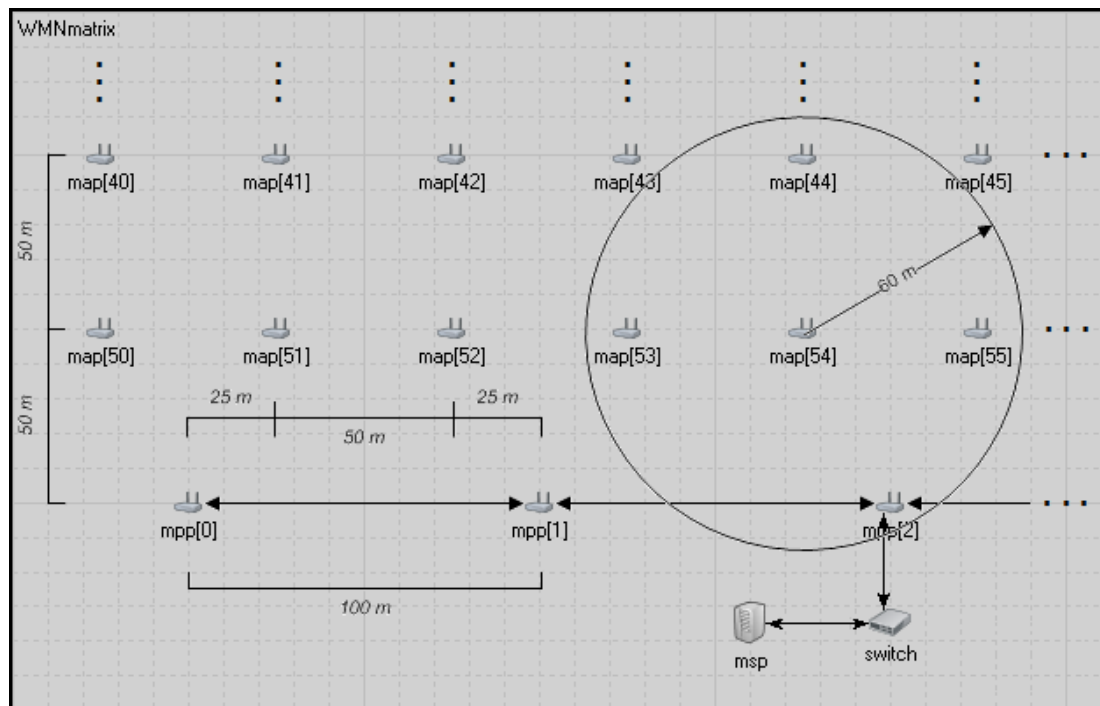 WMNmatrix
map[40] map[41] map[42] map[43] map[44] map[45]
50 m
60 m
map[50] map[51] map[52] map[53] map[54] map[55]
25 m 25 m
50 m
50 m
mpp[0] mpp[1] mpp[2]
100 m
msp switch